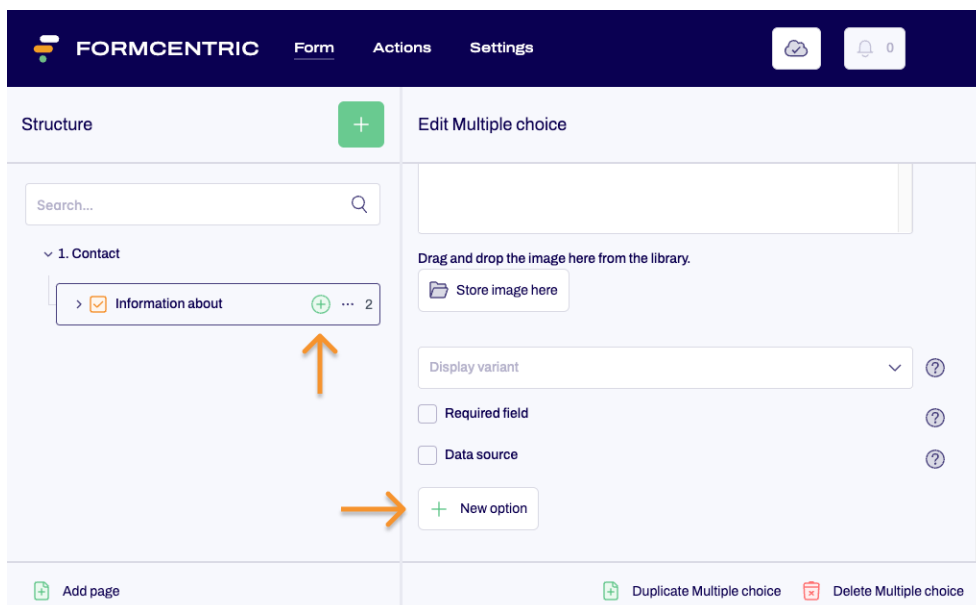 FORMCENTRIC Form Actions Settings 0
Structure
Edit Multiple choice
Search...
1. Contact
Information about 2
Drag and drop the image here from the library.
Store image here
Display variant
Required field
Data source
New option
Add page
Duplicate Multiple choice
Delete Multiple choice